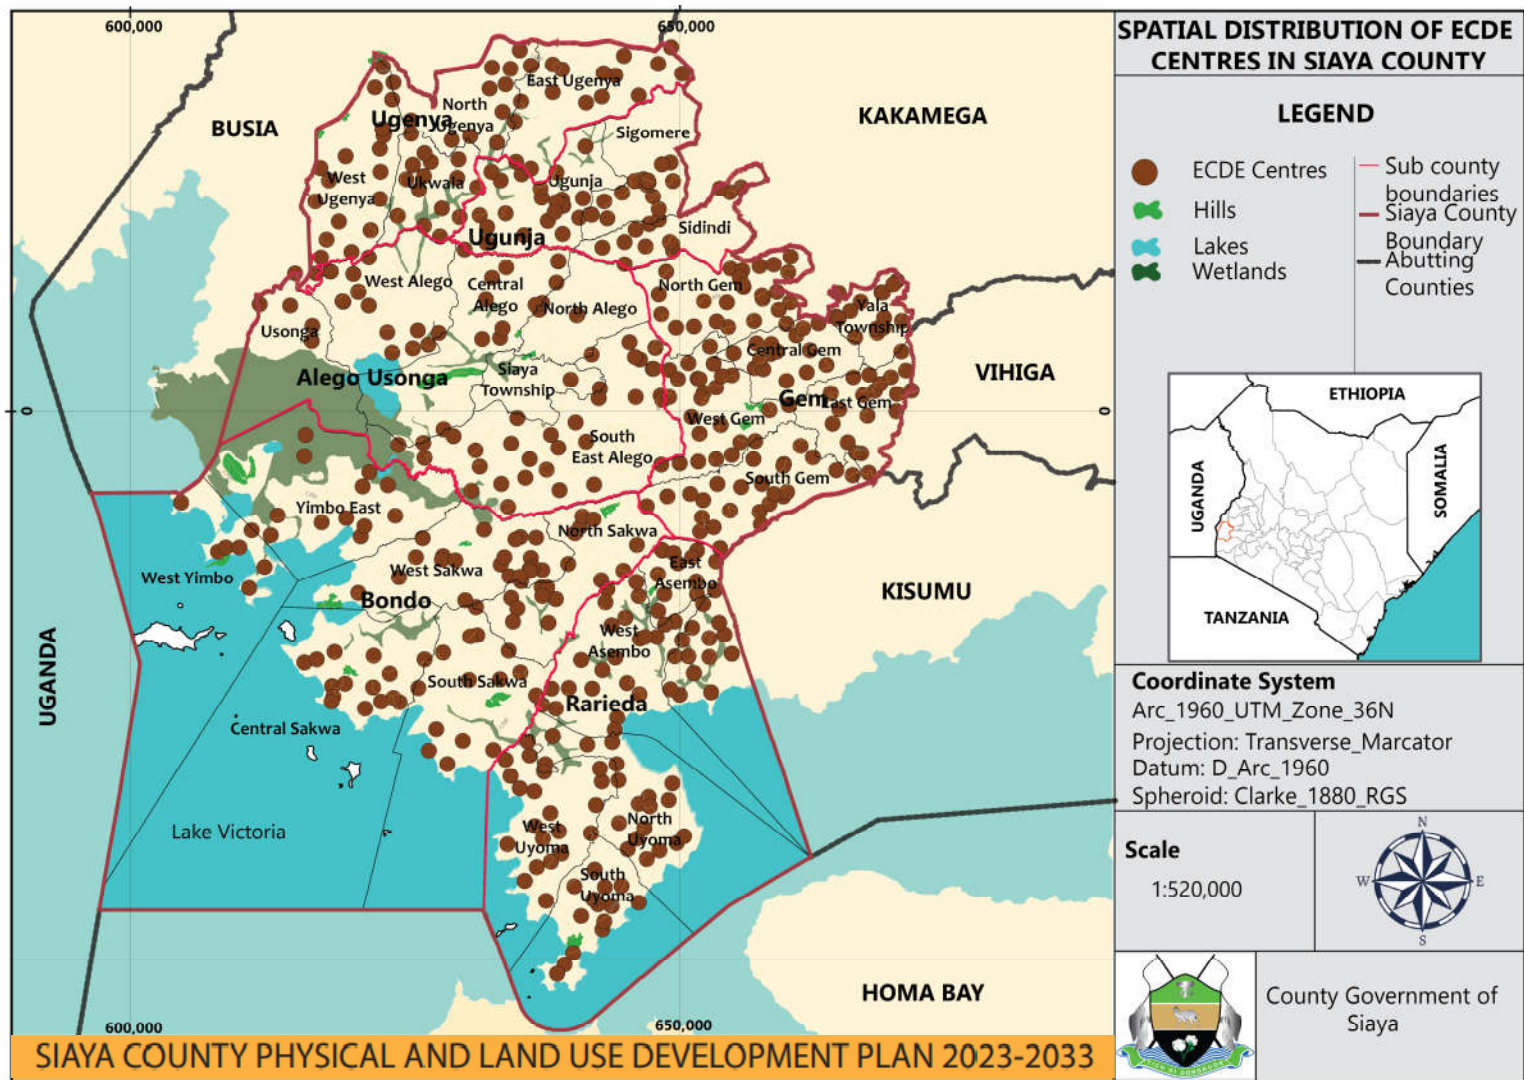 600,000
650,000
SPATIAL DISTRIBUTION OF ECDE
CENTRES IN SIAYA COUNTY
LEGEND
ECDE Centres
Hills
Lakes
Wetlands
Sub county
boundaries
Siaya County
Boundary
Abutting
Counties
BUSIA
KAKAMEGA
VIHIGA
KISUMU
HOMA BAY
UGANDA
East Ugenya
North
Ugenya
Ugenya
Sigomere
West
Ugenya
Ukwala
Ugunja
Ugunja
Sidindi
West Alego
Central
Alego
North Alego
North Gem
Yala
Township
Usonga
Central Gem
Siaya
Township
Alego Usonga
Gem
East Gem
West Gem
0
0
South
East Alego
South Gem
Yimbo East
North Sakwa
West Yimbo
West Sakwa
East
Asembo
Bondo
West
Asembo
South Sakwa
Rarieda
Central Sakwa
Lake Victoria
West
Uyoma
North
Uyoma
South
Uyoma
600,000
650,000
ETHIOPIA
UGANDA
SOMALIA
TANZANIA
Coordinate System
Arc_1960_UTM_Zone_36N
Projection: Transverse_Marcator
Datum: D_Arc_1960
Spheroid: Clarke_1880_RGS
Scale
1:520,000
N
W
E
S
County Government of
Siaya
SIAYA COUNTY PHYSICAL AND LAND USE DEVELOPMENT PLAN 2023-2033